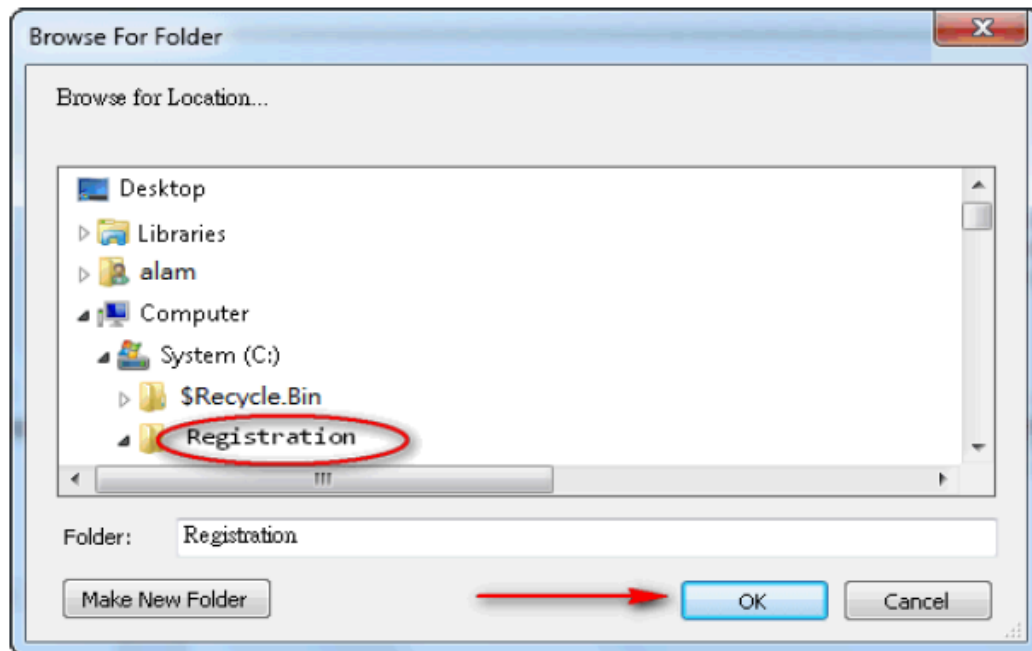 Browse For Folder
Browse for Location...
Desktop
Libraries
alam
Computer
System (C:)
$Recycle.Bin
Registration
Folder: Registration
Make New Folder OK Cancel